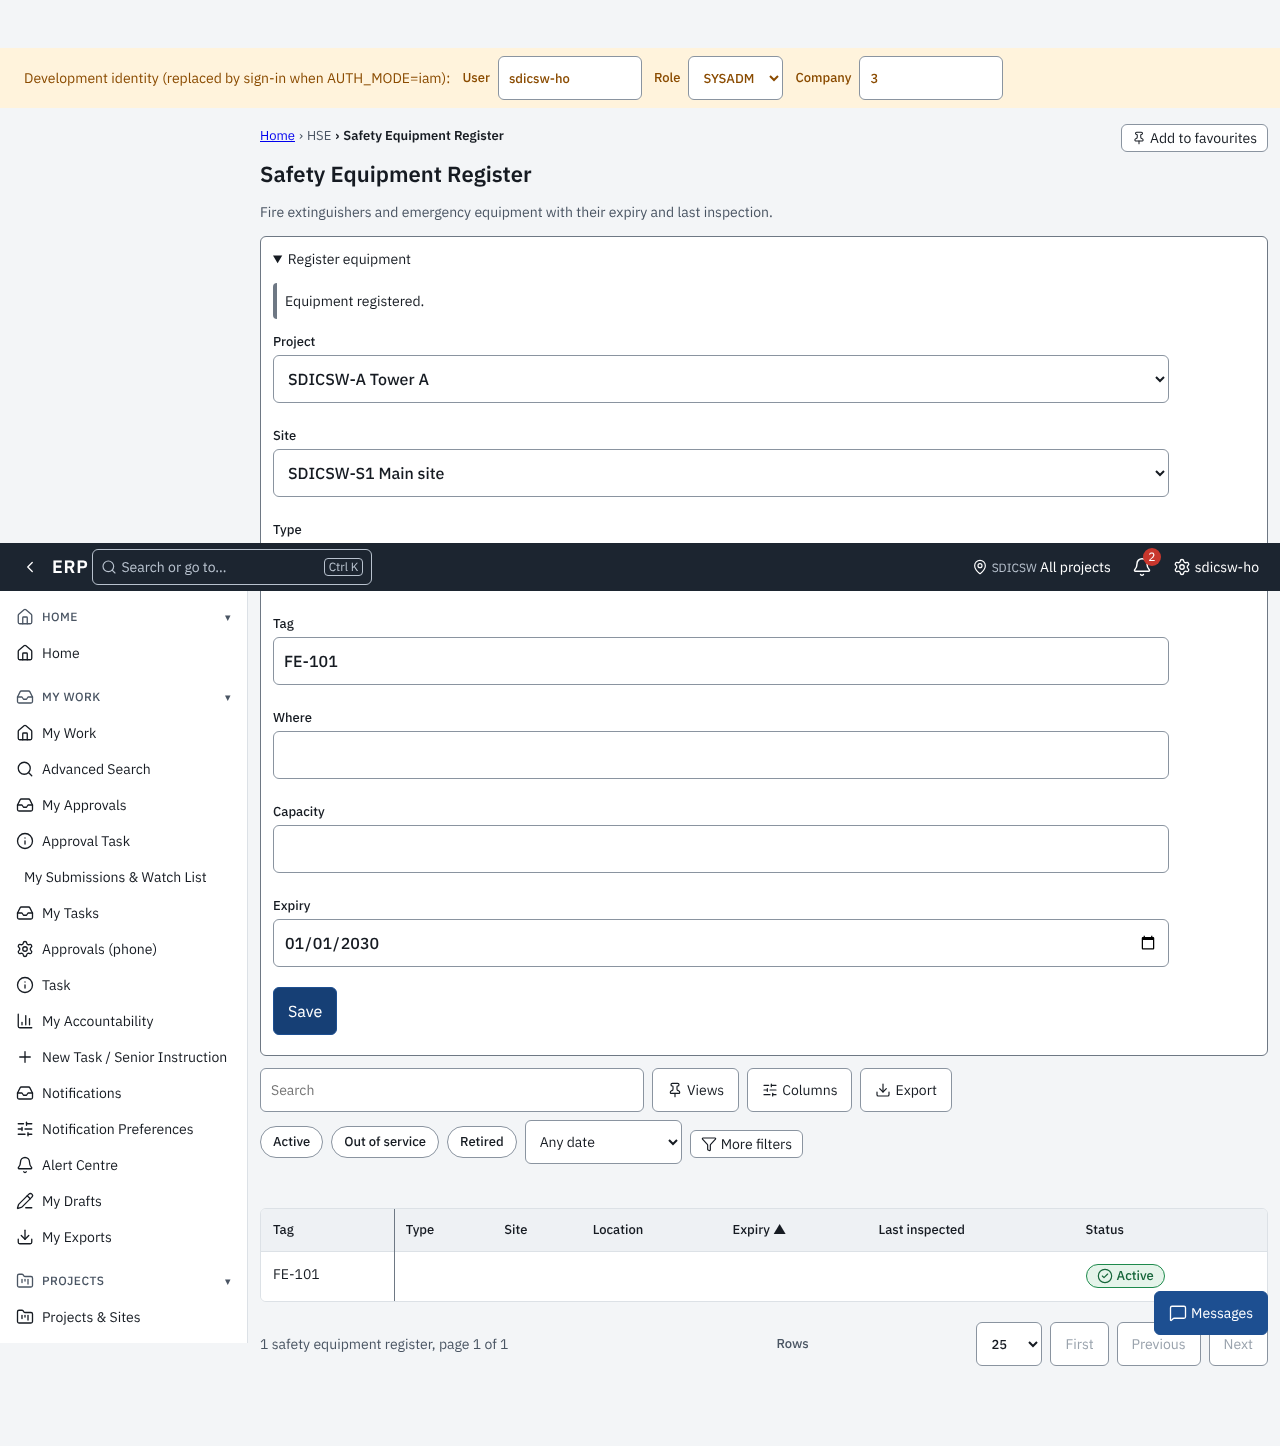 Development identity (replaced by sign-in when AUTH_MODE=iam): User sdicsw-ho Role SYSADM Company 3
Home › HSE › Safety Equipment Register
Add to favourites
Safety Equipment Register
Fire extinguishers and emergency equipment with their expiry and last inspection.
▼ Register equipment
Equipment registered.
Project
SDICSW-A Tower A
Site
SDICSW-S1 Main site
Type
ERP Search or go to... Ctrl K SDICSW All projects 2 sdicsw-ho
HOME ▾
Home
MY WORK ▾
My Work
Advanced Search
My Approvals
Approval Task
My Submissions & Watch List
My Tasks
Approvals (phone)
Task
My Accountability
New Task / Senior Instruction
Notifications
Notification Preferences
Alert Centre
My Drafts
My Exports
PROJECTS ▾
Projects & Sites
Tag
FE-101
Where
Capacity
Expiry
01/01/2030
Save
Search Views Columns Export
Active Out of service Retired Any date More filters
Tag Type Site Location Expiry ▲ Last inspected Status
FE-101 Active
Messages
1 safety equipment register, page 1 of 1 Rows 25 First Previous Next